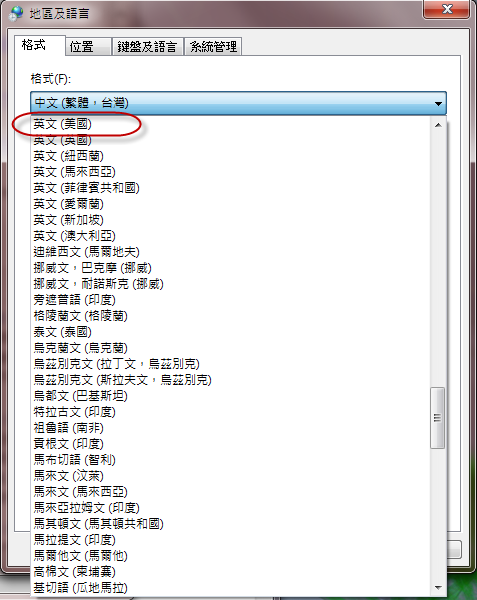 地區及語言
格式
位置
鍵盤及語言
系統管理
格式(F):
中文 (繁體，台灣)
英文 (美國)
英文 (英國)
英文 (紐西蘭)
英文 (馬來西亞)
英文 (菲律賓共和國)
英文 (愛爾蘭)
英文 (新加坡)
英文 (澳大利亞)
迪維西文 (馬爾地夫)
挪威文，巴克摩 (挪威)
挪威文，耐諾斯克 (挪威)
旁遮普語 (印度)
格陵蘭文 (格陵蘭)
泰文 (泰國)
烏克蘭文 (烏克蘭)
烏茲別克文 (拉丁文，烏茲別克)
烏茲別克文 (斯拉夫文，烏茲別克)
烏都文 (巴基斯坦)
特拉古文 (印度)
祖魯語 (南非)
貢根文 (印度)
馬布切語 (智利)
馬來文 (汶萊)
馬來文 (馬來西亞)
馬來亞拉姆文 (印度)
馬其頓文 (馬其頓共和國)
馬拉提文 (印度)
馬爾他文 (馬爾他)
高棉文 (柬埔寨)
基切語 (瓜地馬拉)